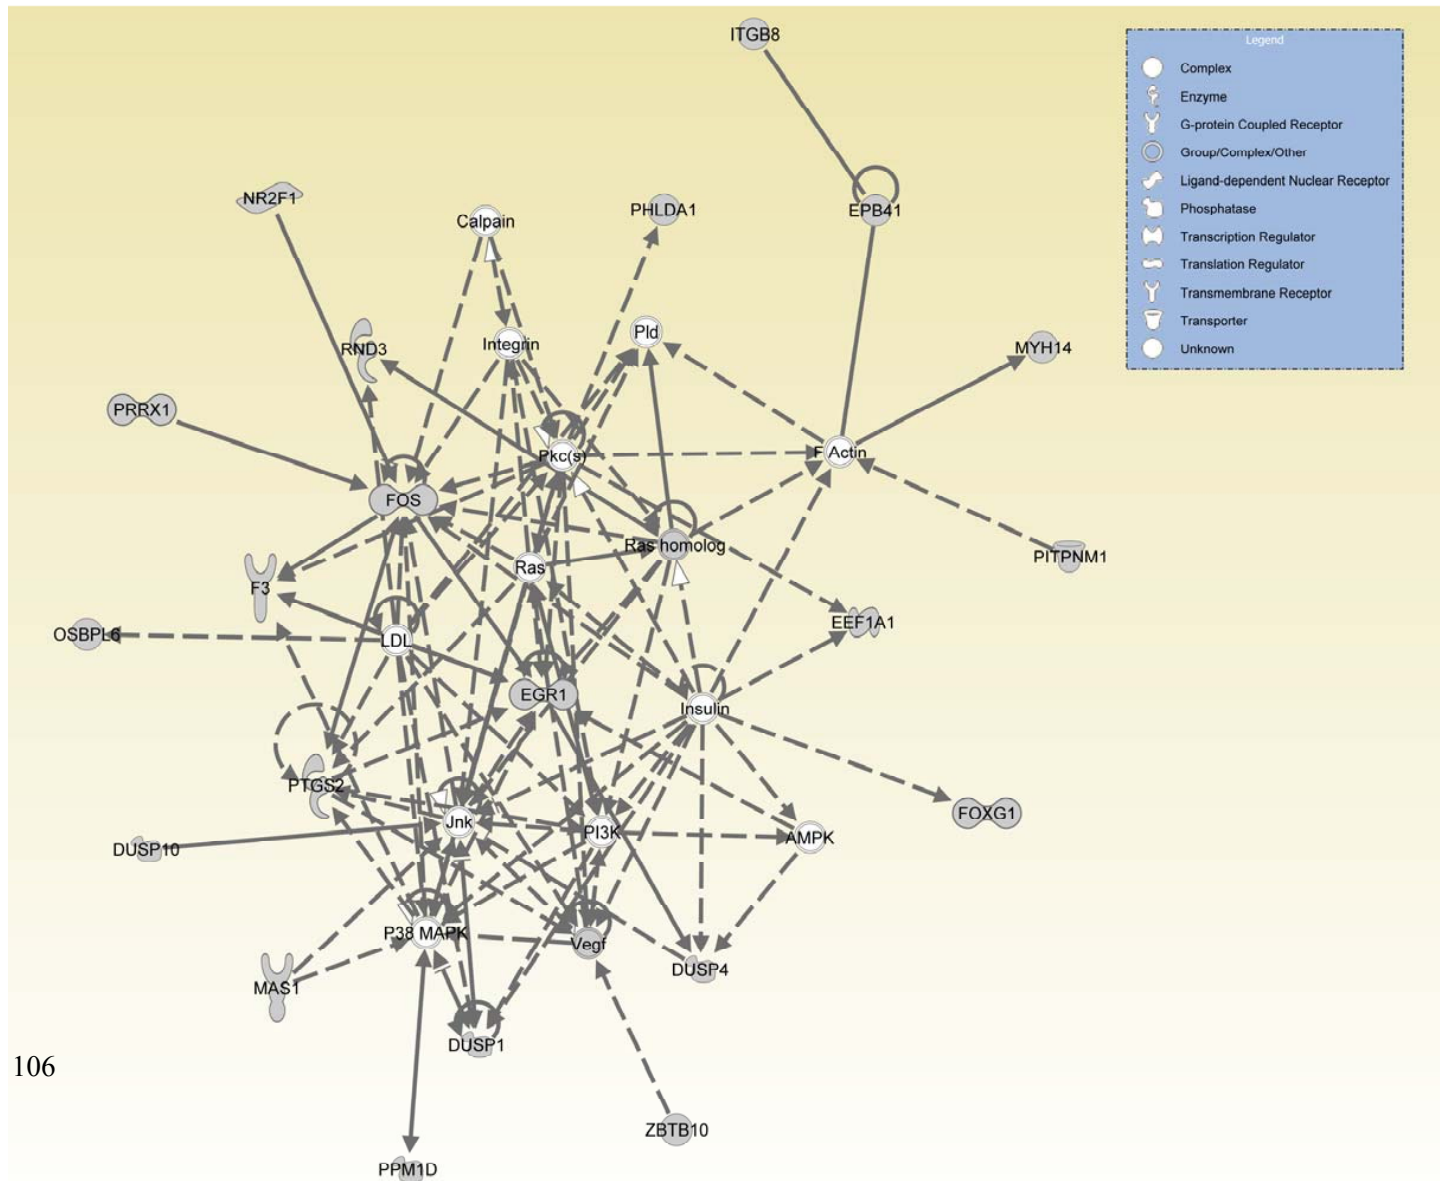 ITGB8
Legend
Complex
Enzyme
G-protein Coupled Receptor
Group/Complex/Other
Ligand-dependent Nuclear Receptor
Phosphatase
Transcription Regulator
Translation Regulator
Transmembrane Receptor
Transporter
Unknown
NR2F1
Calpain
PHLDA1
EPB41
RND3
Integrin
Pld
MYH14
PRRX1
Pkc(s)
F Actin
FOS
Ras homolog
PITPNM1
F3
Ras
EEF1A1
OSBPL6
LDL
EGR1
Insulin
PTGS2
FOXG1
Jnk
PI3K
AMPK
DUSP10
P38 MAPK
Vegf
DUSP4
MAS1
DUSP1
106
ZBTB10
PPM1D